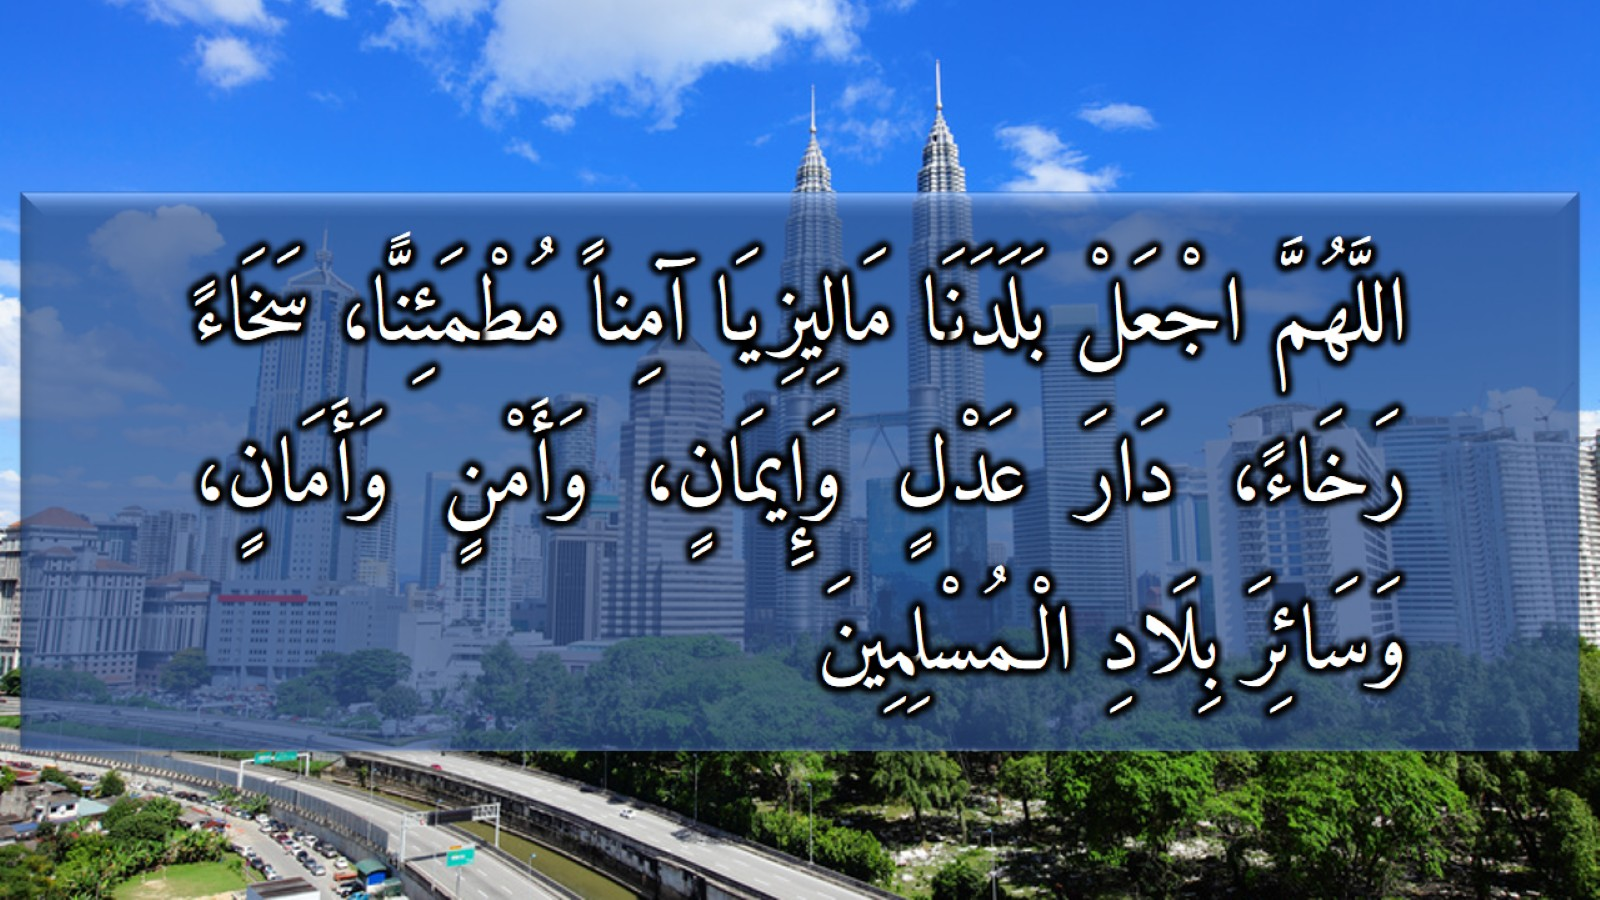 اللَّهُمَّ اجْعَلْ بَلَدَنَا مَالِيزِيَا آمِناً مُطْمَئِنًّا، سَخَاءً
رَخَاءً، دَارَ عَدْلٍ وَإِيمَانٍ، وَأَمْنٍ وَأَمَانٍ،
وَسَائِرَ بِلَادِ الْمُسْلِمِينَ